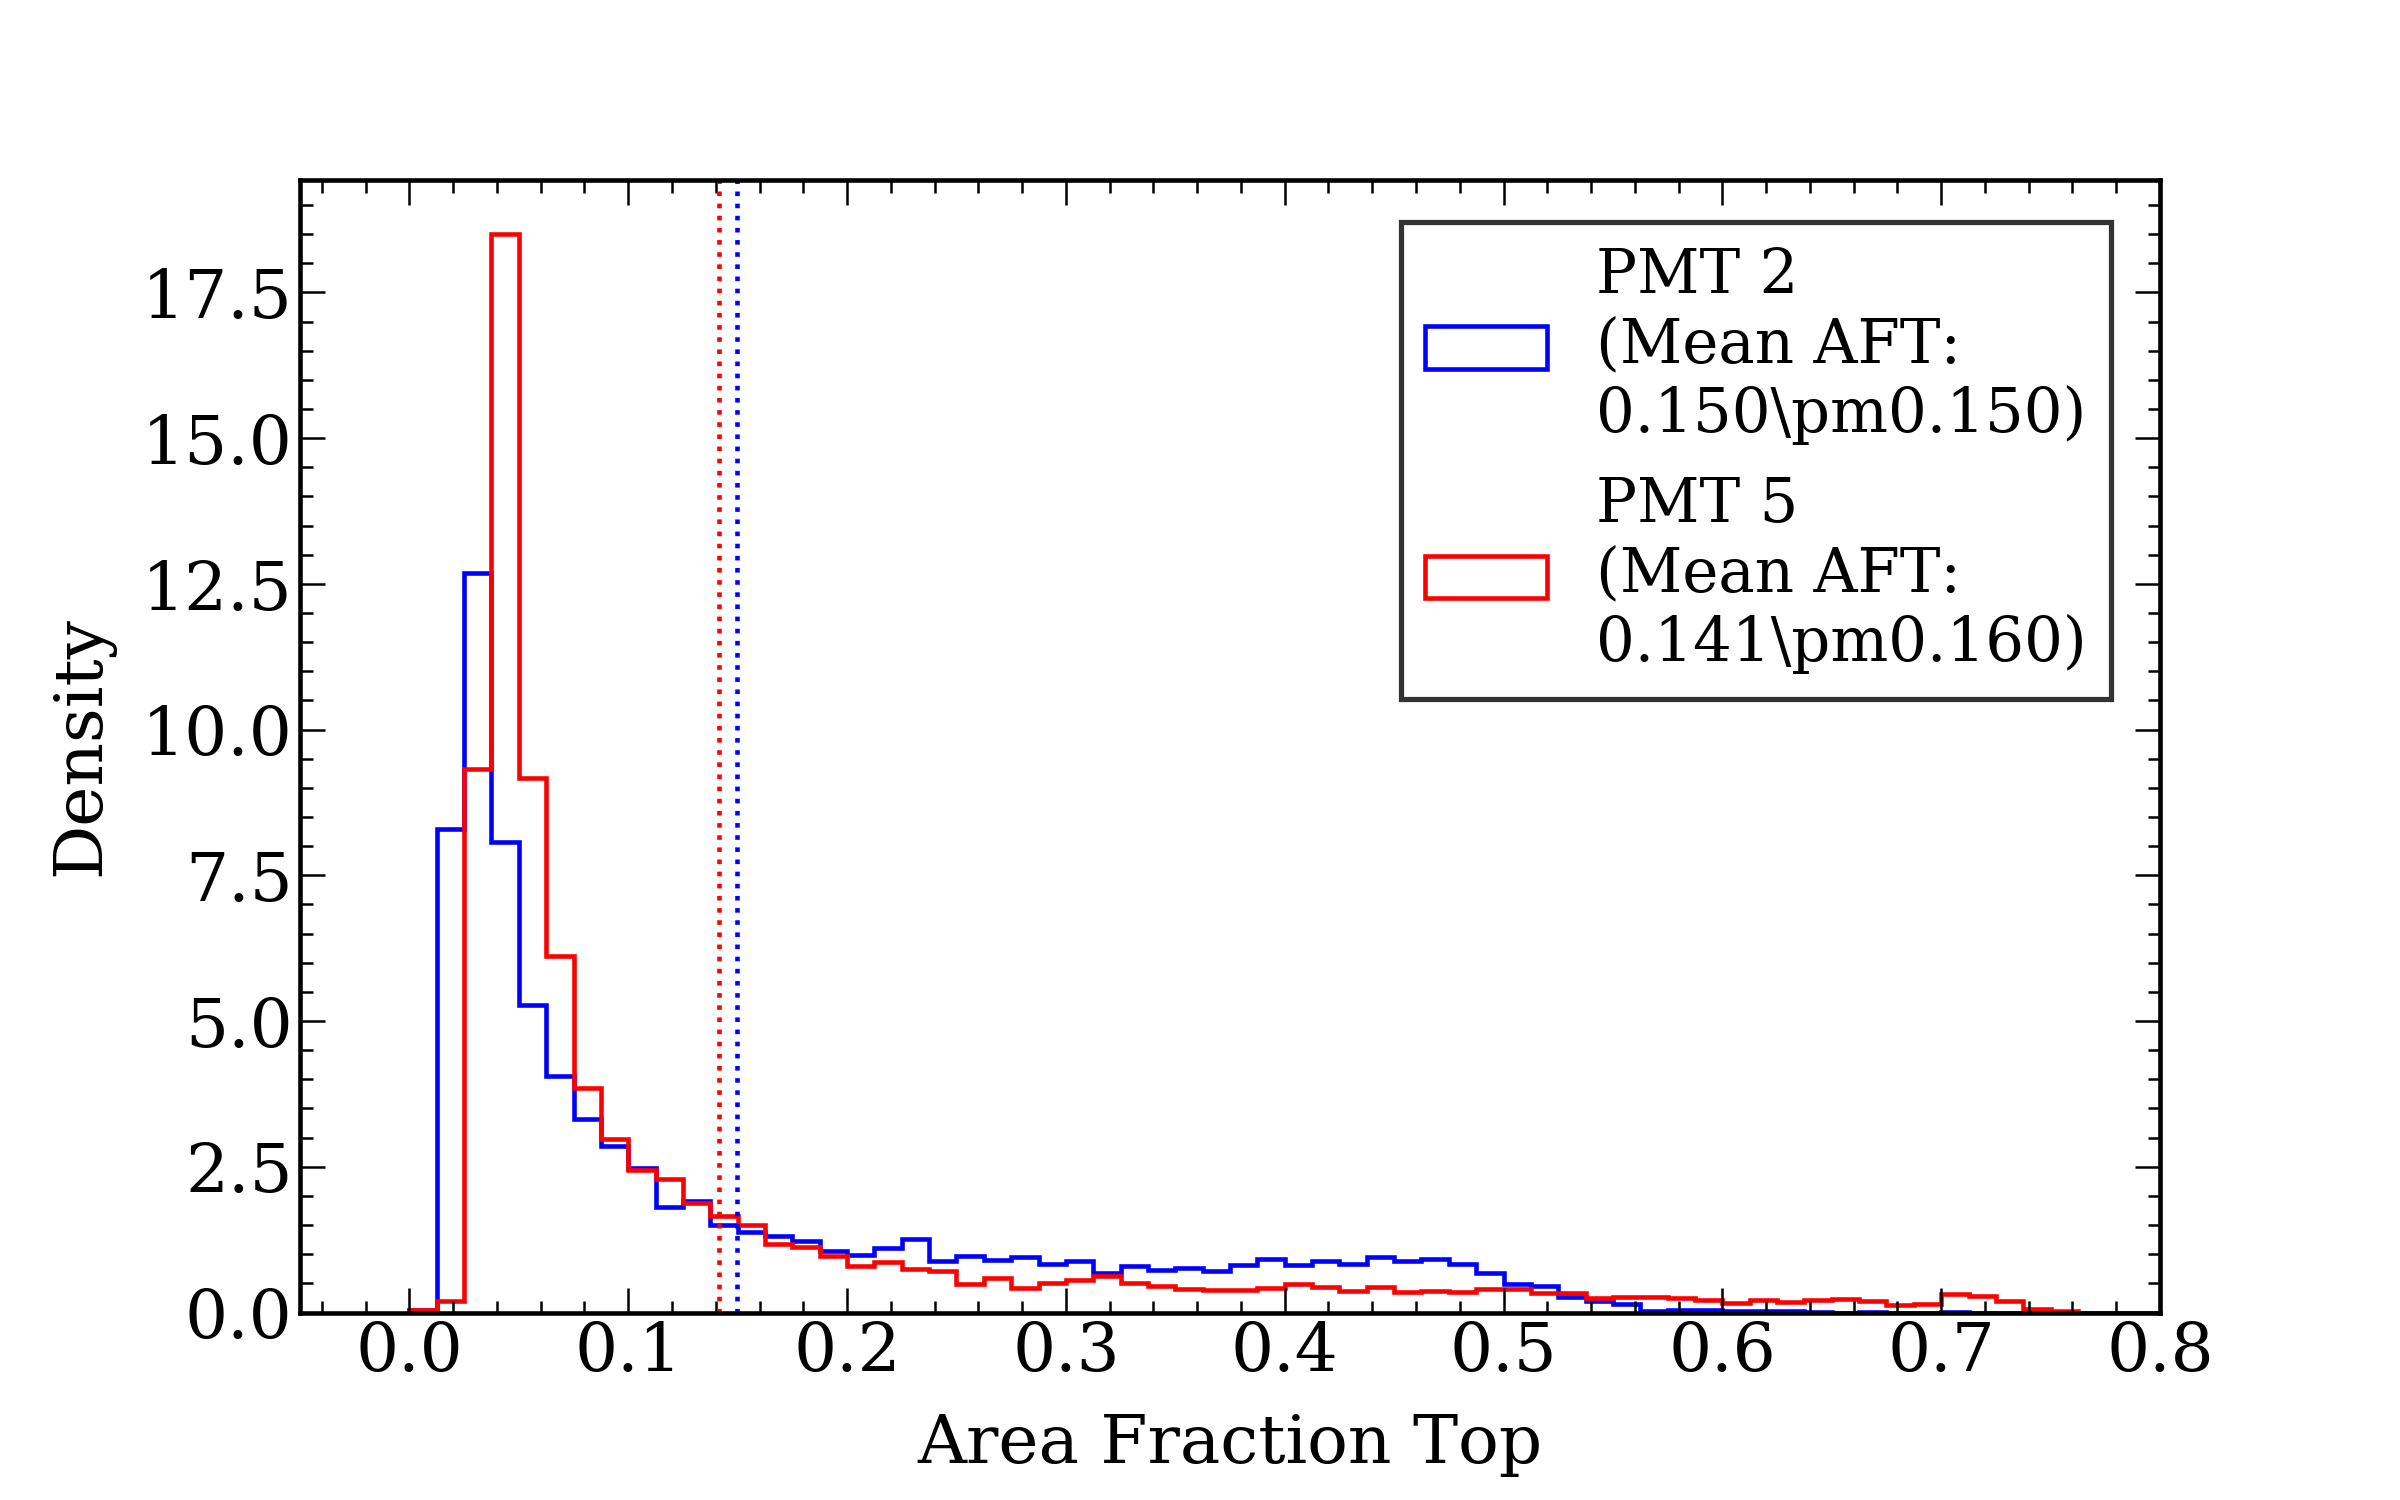 PMT 2
(Mean AFT:
0.150\pm0.150)
PMT 5
(Mean AFT:
0.141\pm0.160)
Density
17.5
15.0
12.5
10.0
7.5
5.0
2.5
0.0
0.0 0.1 0.2 0.3 0.4 0.5 0.6 0.7 0.8
Area Fraction Top